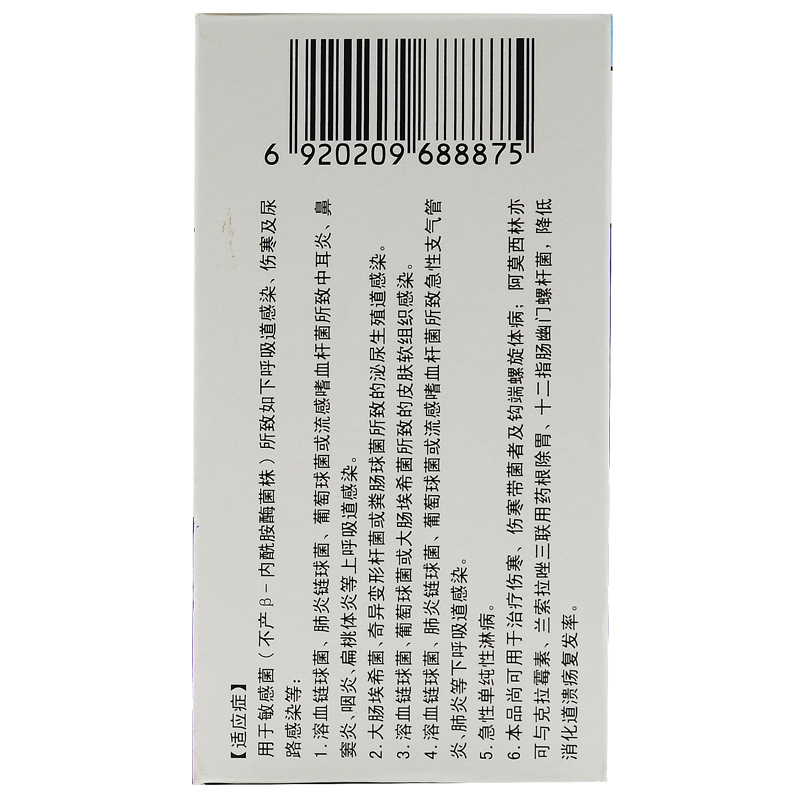 6 920209 688875
【适应症】
用于敏感菌（不产β-内酰胺酶菌株）所致如下呼吸道感染、伤寒及尿
路感染等：
1.溶血链球菌、肺炎链球菌、葡萄球菌或流感嗜血杆菌所致中耳炎、鼻
窦炎、咽炎、扁桃体炎等上呼吸道感染。
2.大肠埃希菌、奇异变形杆菌或粪肠球菌所致的泌尿生殖道感染。
3.溶血链球菌、葡萄球菌或大肠埃希菌所致的皮肤软组织感染。
4.溶血链球菌、肺炎链球菌、葡萄球菌或流感嗜血杆菌所致急性支气管
炎、肺炎等下呼吸道感染。
5.急性单纯性淋病。
6.本品尚可用于治疗伤寒、伤寒带菌者及钩端螺旋体病；阿莫西林亦
可与克拉霉素、兰索拉唑三联用药根除胃、十二指肠幽门螺杆菌，降低
消化道溃疡复发率。